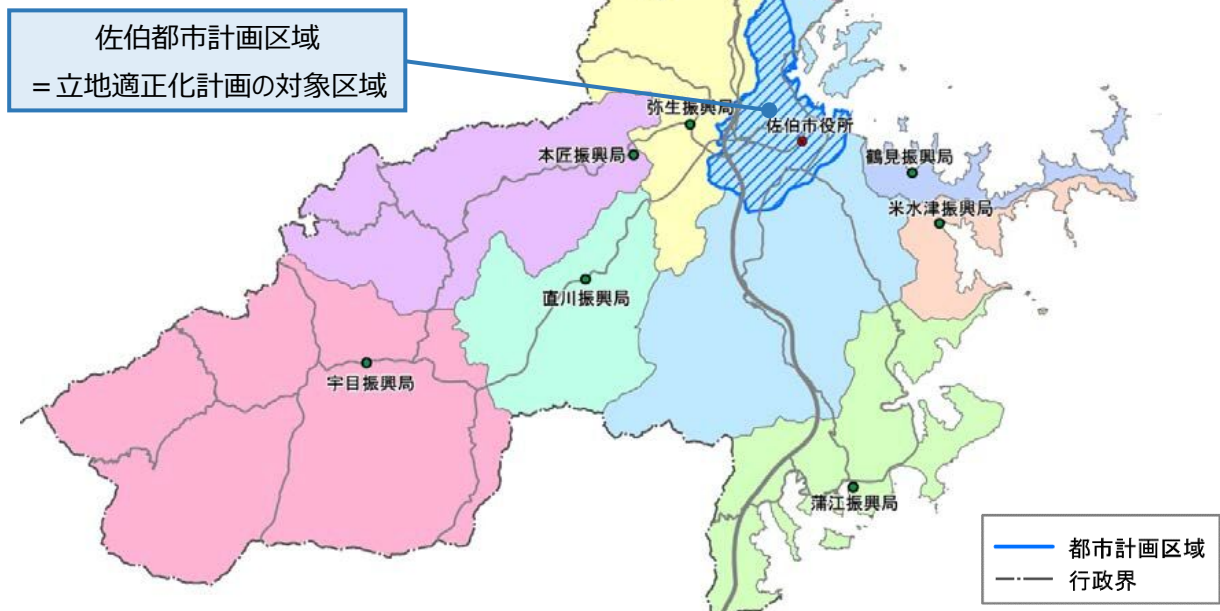 佐伯都市計画区域
＝立地適正化計画の対象区域
弥生振興局
佐伯市役所
本匠振興局
鶴見振興局
米水津振興局
直川振興局
宇目振興局
蒲江振興局
都市計画区域
行政界